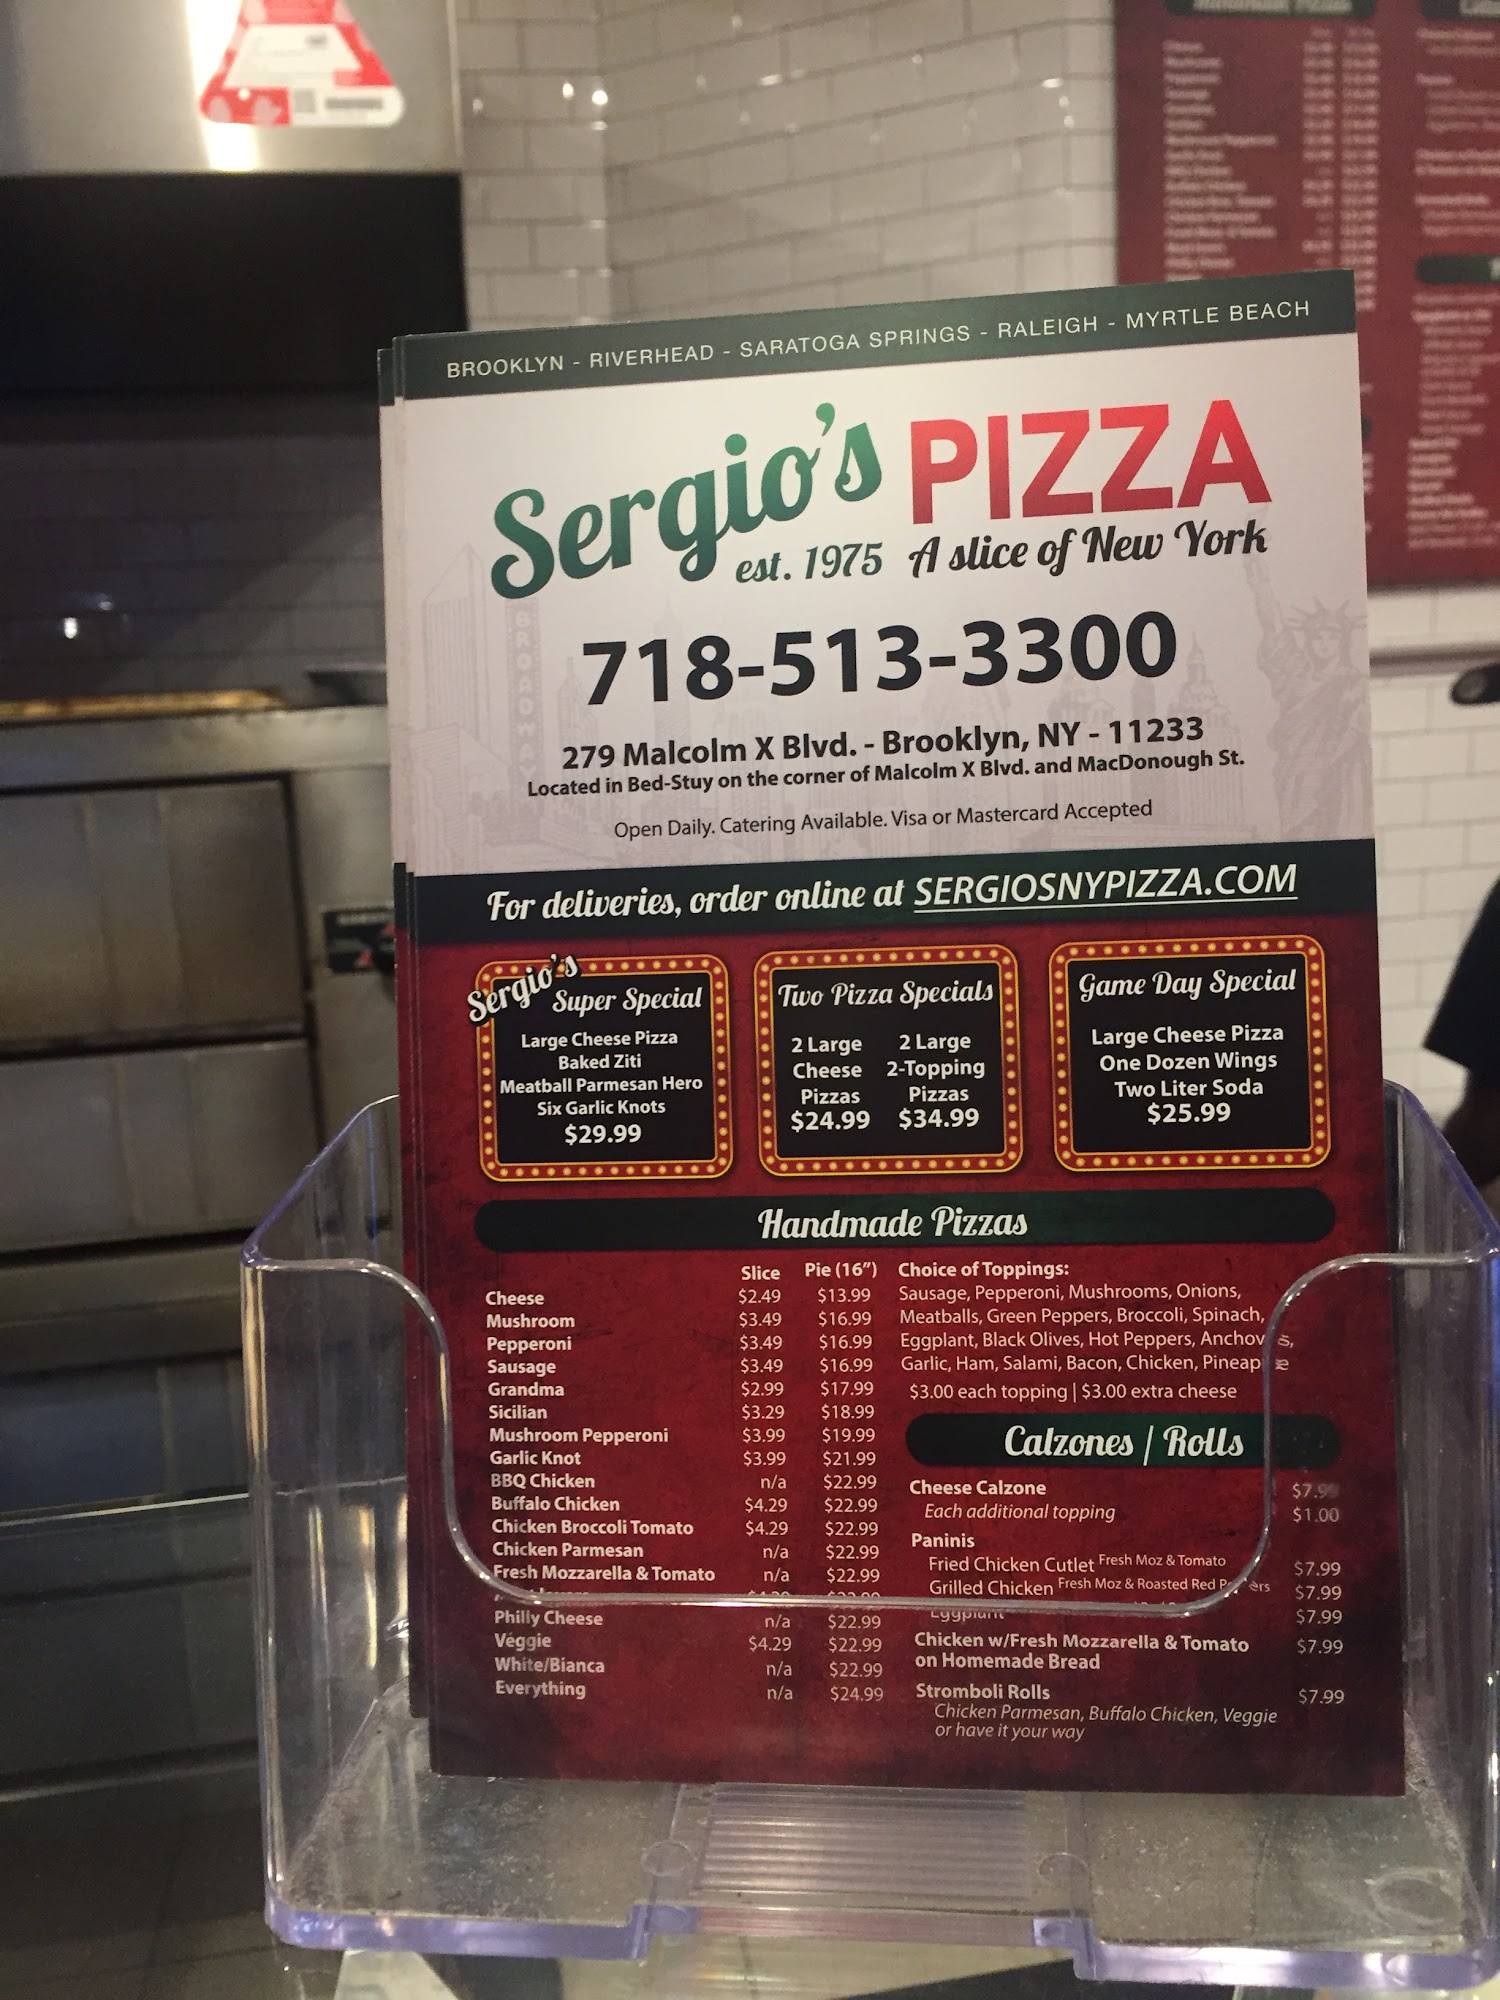 BROOKLYN - RIVERHEAD - SARATOGA SPRINGS - RALEIGH - MYRTLE BEACH
Sergio's PIZZA
est. 1975 A slice of New York
718-513-3300
279 Malcolm X Blvd. - Brooklyn, NY - 11233
Located in Bed-Stuy on the corner of Malcolm X Blvd. and MacDonough St.
Open Daily. Catering Available. Visa or Mastercard Accepted
For deliveries, order online at SERGIOSNYPIZZA.COM
Sergio's Super Special
Large Cheese Pizza
Baked Ziti
Meatball Parmesan Hero
Six Garlic Knots
$29.99
Two Pizza Specials
2 Large
Cheese
Pizzas
$24.99
2 Large
2-Topping
Pizzas
$34.99
Game Day Special
Large Cheese Pizza
One Dozen Wings
Two Liter Soda
$25.99
Handmade Pizzas
Slice Pie (16")
Cheese $2.49 $13.99
Mushroom $3.49 $16.99
Pepperoni $3.49 $16.99
Sausage $3.49 $16.99
Grandma $2.99 $17.99
Sicilian $3.29 $18.99
Mushroom Pepperoni $3.99 $19.99
Garlic Knot $3.99 $21.99
BBQ Chicken n/a $22.99
Buffalo Chicken $4.29 $22.99
Chicken Broccoli Tomato $4.29 $22.99
Chicken Parmesan n/a $22.99
Fresh Mozzarella & Tomato n/a $22.99
$4.29 $22.99
Philly Cheese n/a $22.99
Veggie $4.29 $22.99
White/Bianca n/a $22.99
Everything n/a $24.99
Choice of Toppings:
Sausage, Pepperoni, Mushrooms, Onions,
Meatballs, Green Peppers, Broccoli, Spinach,
Eggplant, Black Olives, Hot Peppers, Anchovies,
Garlic, Ham, Salami, Bacon, Chicken, Pineapple
$3.00 each topping | $3.00 extra cheese
Calzones / Rolls
Cheese Calzone $7.99
Each additional topping $1.00
Paninis
Fried Chicken Cutlet Fresh Moz & Tomato $7.99
Grilled Chicken Fresh Moz & Roasted Red Peppers $7.99
Eggplant $7.99
Chicken w/Fresh Mozzarella & Tomato $7.99
on Homemade Bread
Stromboli Rolls $7.99
Chicken Parmesan, Buffalo Chicken, Veggie
or have it your way